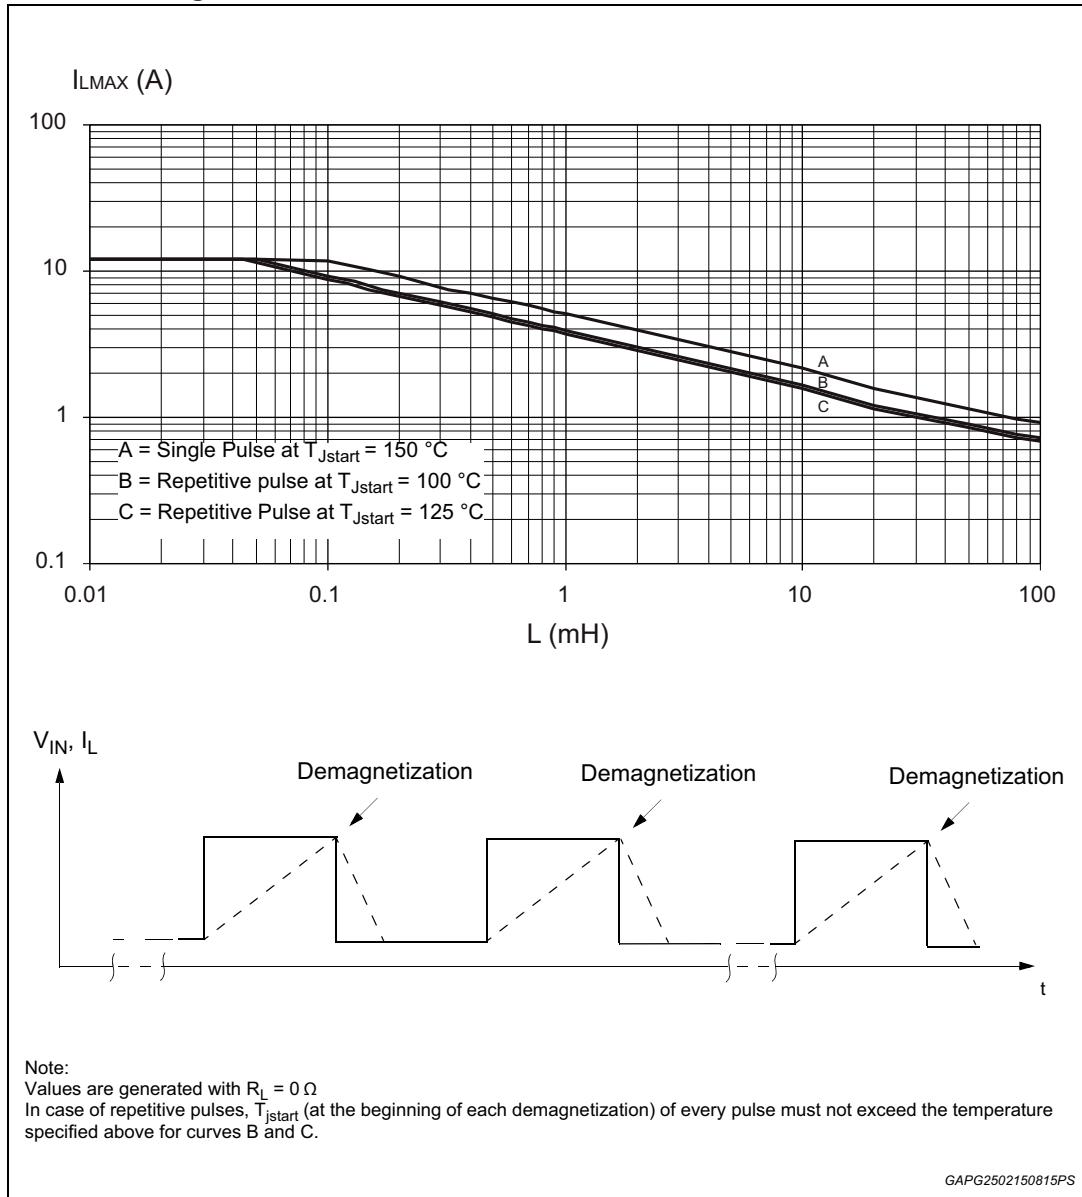 ILMAX (A)
100
10
1
0.1
0.01 0.1 1 10 100
L (mH)
A
B
C
A = Single Pulse at TJstart = 150 °C
B = Repetitive pulse at TJstart = 100 °C
C = Repetitive Pulse at TJstart = 125 °C
VIN, IL
Demagnetization Demagnetization Demagnetization
t
Note:
Values are generated with RL = 0 Ω
In case of repetitive pulses, Tjstart (at the beginning of each demagnetization) of every pulse must not exceed the temperature
specified above for curves B and C.
GAPG2502150815PS